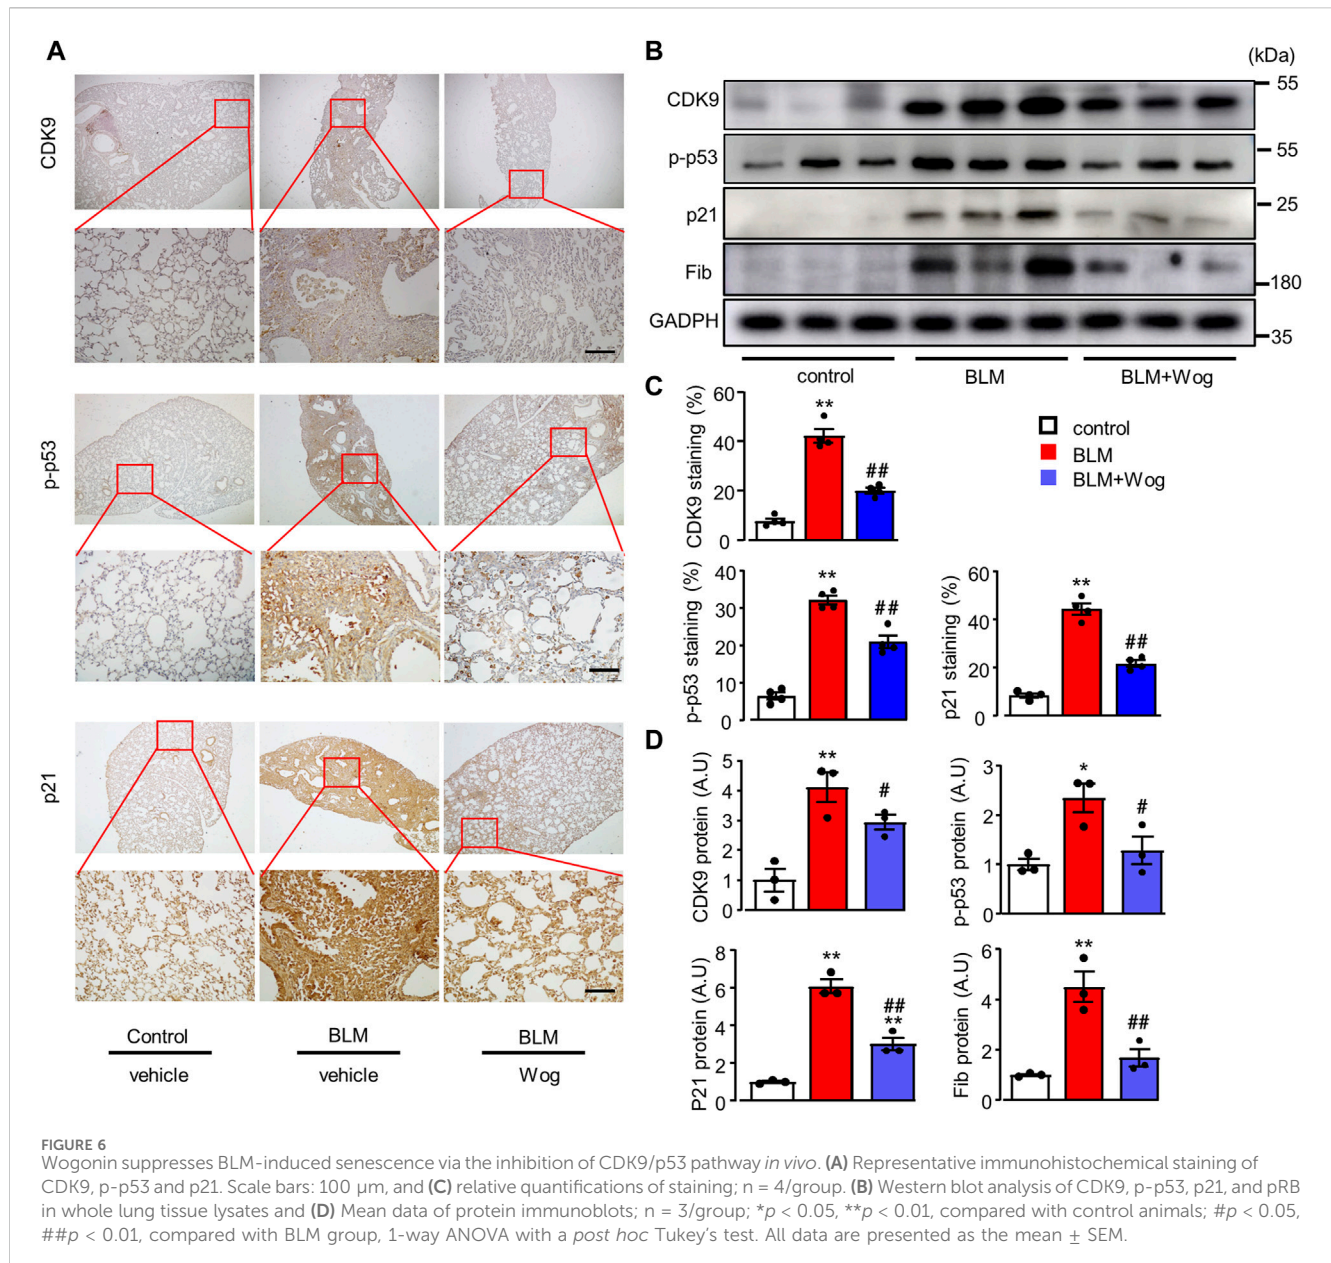 A
CDK9
p-p53
p21
Control
vehicle
BLM
vehicle
BLM
Wog
B
(kDa)
CDK9
55
p-p53
55
p21
25
Fib
180
GADPH
35
control
BLM
BLM+Wog
C
CDK9 staining (%)
60
40
20
0
**
##
control
BLM
BLM+Wog
p-p53 staining (%)
40
30
20
10
0
**
##
p21 staining (%)
60
40
20
0
**
##
D
CDK9 protein (A.U)
5
4
3
2
1
0
**
#
p-p53 protein (A.U)
3
2
1
0
*
#
P21 protein (A.U)
8
6
4
2
0
**
##
**
Fib protein (A.U)
6
4
2
0
**
##
FIGURE 6
Wogonin suppresses BLM-induced senescence via the inhibition of CDK9/p53 pathway in vivo. (A) Representative immunohistochemical staining of
CDK9, p-p53 and p21. Scale bars: 100 μm, and (C) relative quantifications of staining; n = 4/group. (B) Western blot analysis of CDK9, p-p53, p21, and pRB
in whole lung tissue lysates and (D) Mean data of protein immunoblots; n = 3/group; *p < 0.05, **p < 0.01, compared with control animals; #p < 0.05,
##p < 0.01, compared with BLM group, 1-way ANOVA with a post hoc Tukey's test. All data are presented as the mean ± SEM.